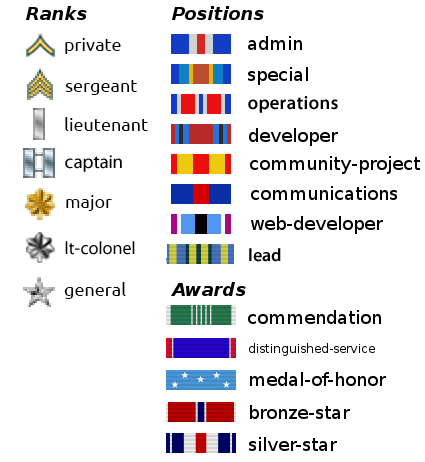 Ranks
private
sergeant
lieutenant
captain
major
lt-colonel
general
Positions
admin
special
operations
developer
community-project
communications
web-developer
lead
Awards
commendation
distinguished-service
medal-of-honor
bronze-star
silver-star